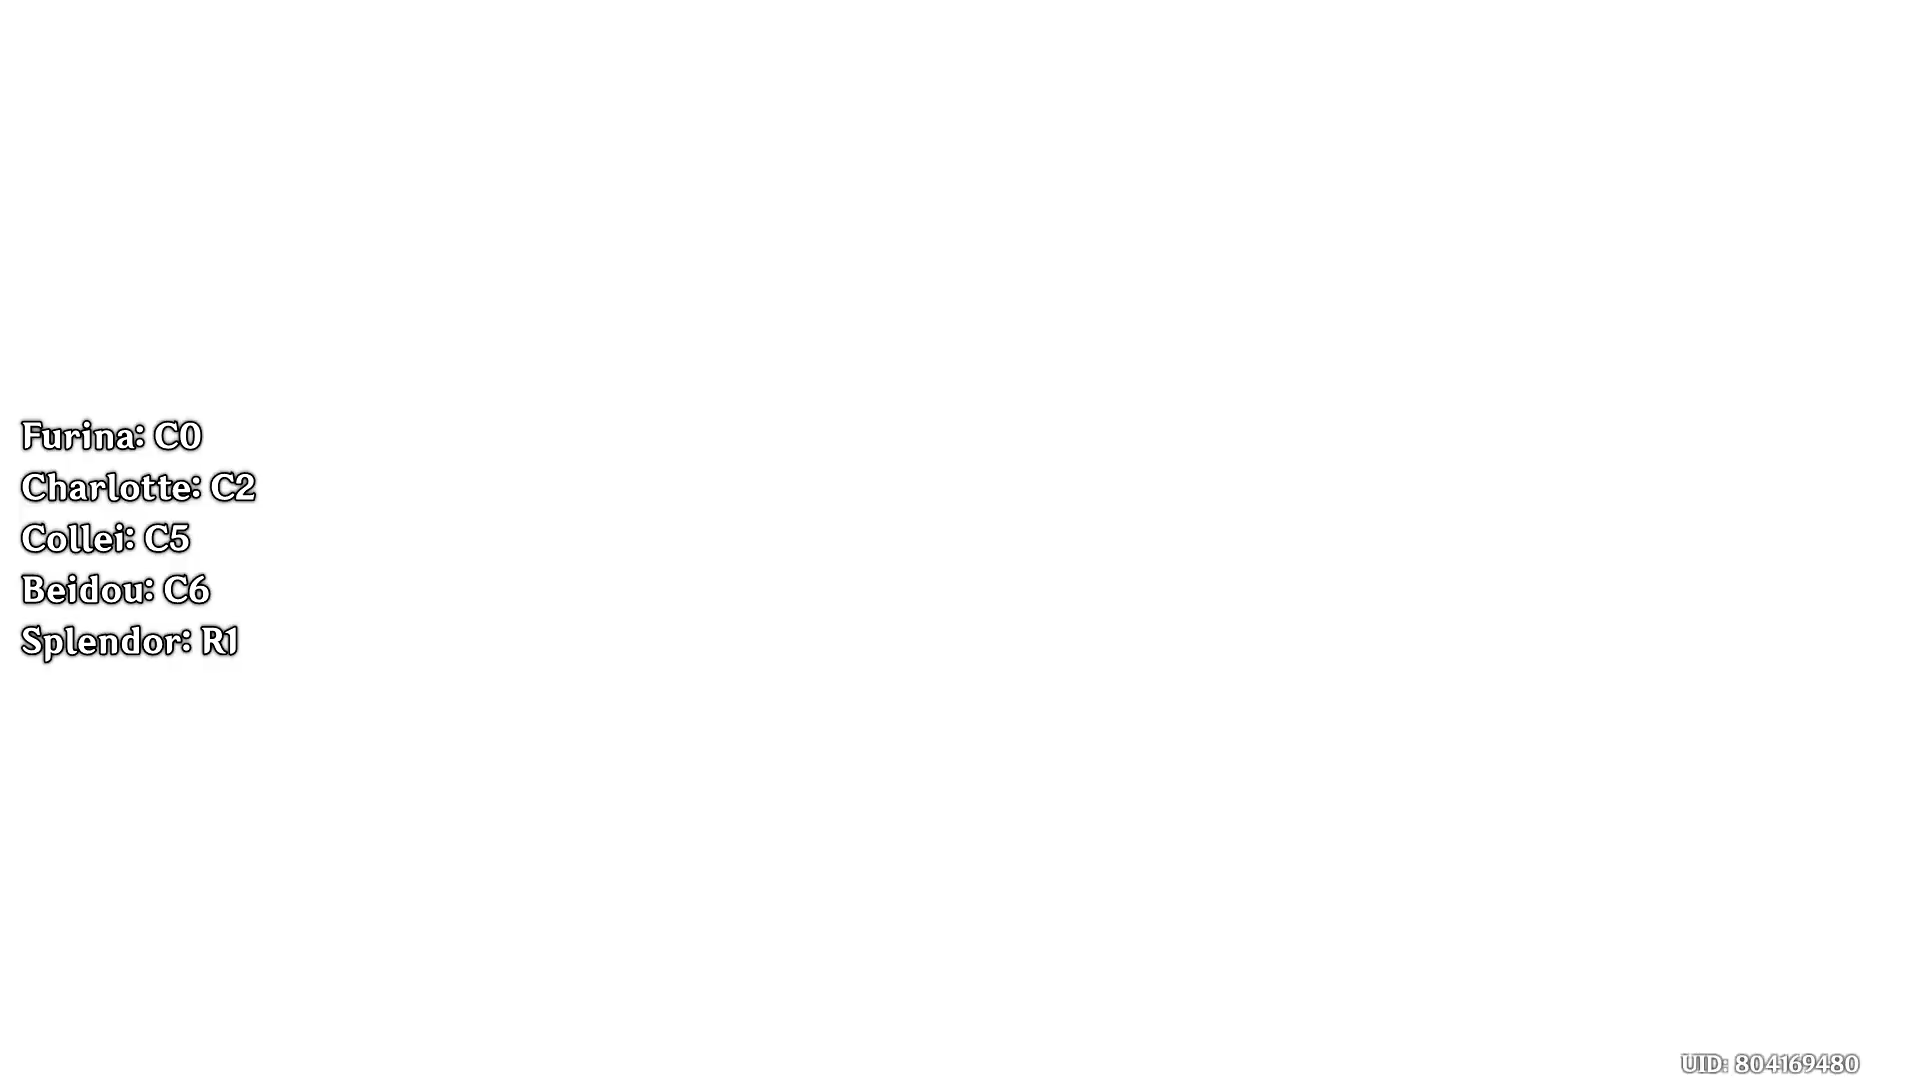 Furina: C0
Charlotte: C2
Collei: C5
Beidou: C6
Splendor: R1
UID: 804169480